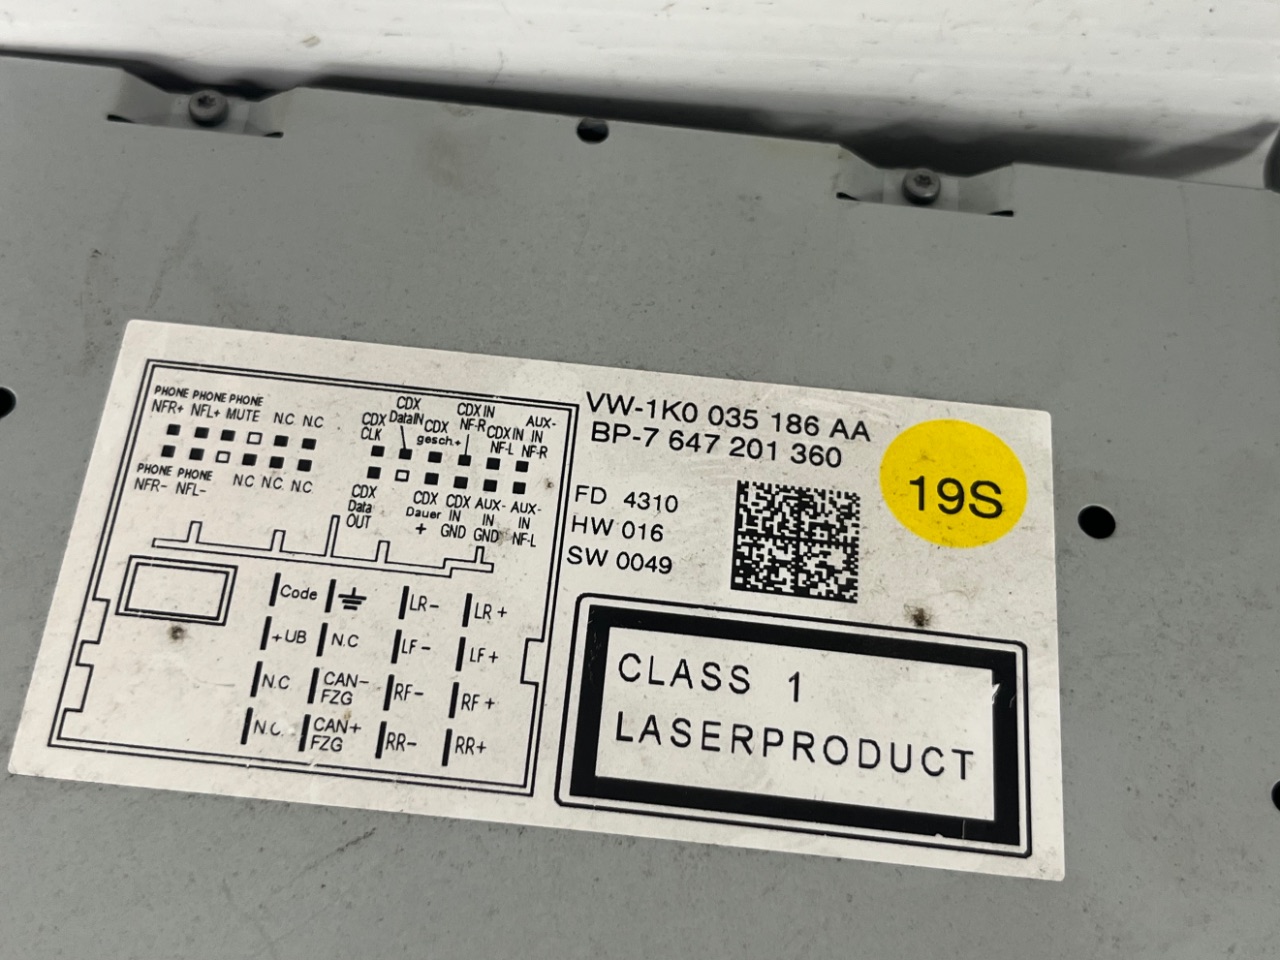 PHONE PHONE PHONE
NFR+ NFL+ MUTE N.C N.C
PHONE PHONE
NFR- NFL- N.C N.C. N.C
CDX
CLK
CDX
DataIN
CDX
gesch.+
CDX IN
NF-R
CDX IN
NF-L
AUX-
IN
NF-R
CDX
Data
OUT
CDX
Dauer
+
CDX
IN
GND
AUX-
IN
GND
AUX-
IN
NF-L
Code LR- LR+
+UB N.C LF- LF+
N.C CAN-
FZG RF- RF+
N.C. CAN+
FZG RR- RR+
VW-1K0 035 186 AA
BP-7 647 201 360
FD 4310
HW 016
SW 0049
19S
CLASS 1
LASERPRODUCT